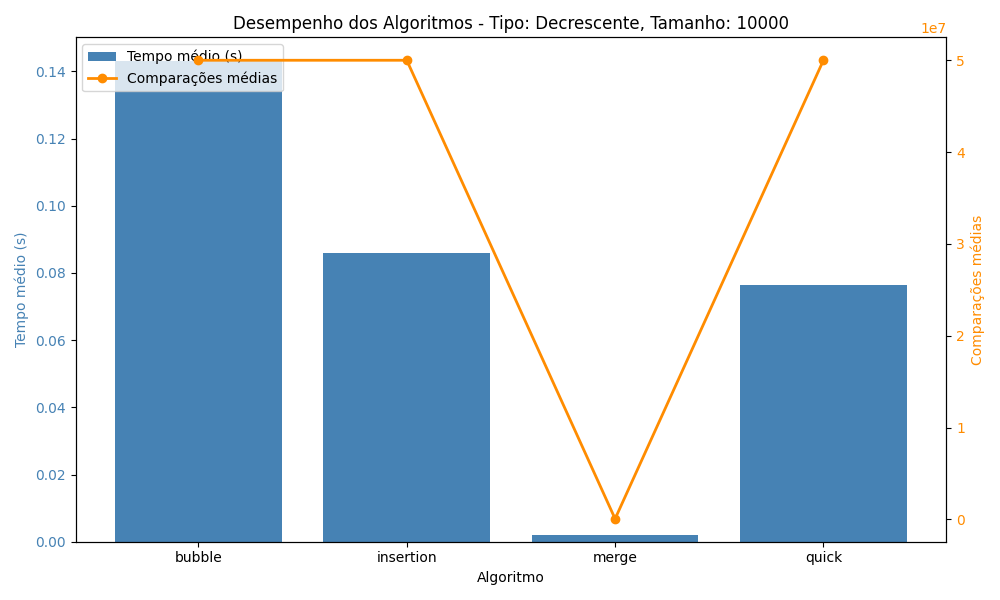 Desempenho dos Algoritmos - Tipo: Decrescente, Tamanho: 10000
1e7
Tempo médio (s)
Comparações médias
0.14
0.12
0.10
0.08
0.06
0.04
0.02
0.00
Tempo médio (s)
5
4
3
2
1
0
Comparações médias
bubble
insertion
merge
quick
Algoritmo